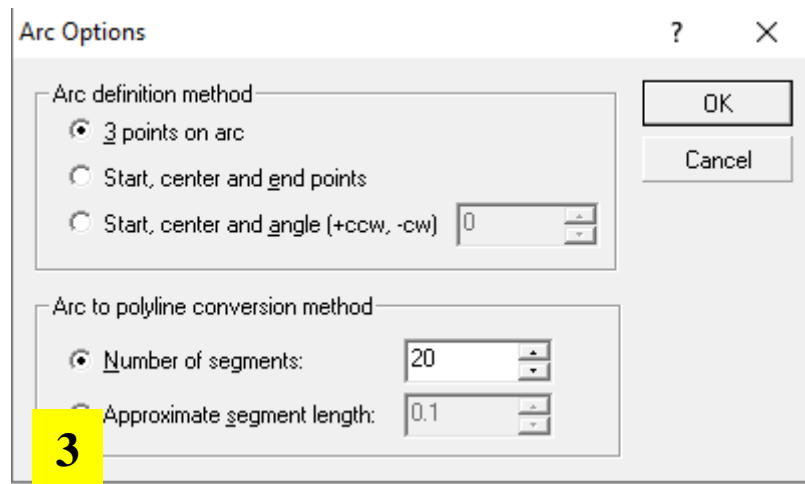 Arc Options ?
Arc definition method
OK
3 points on arc
Cancel
Start, center and end points
Start, center and angle (+ccw, -cw) 0
Arc to polyline conversion method
Number of segments: 20
Approximate segment length: 0.1
3